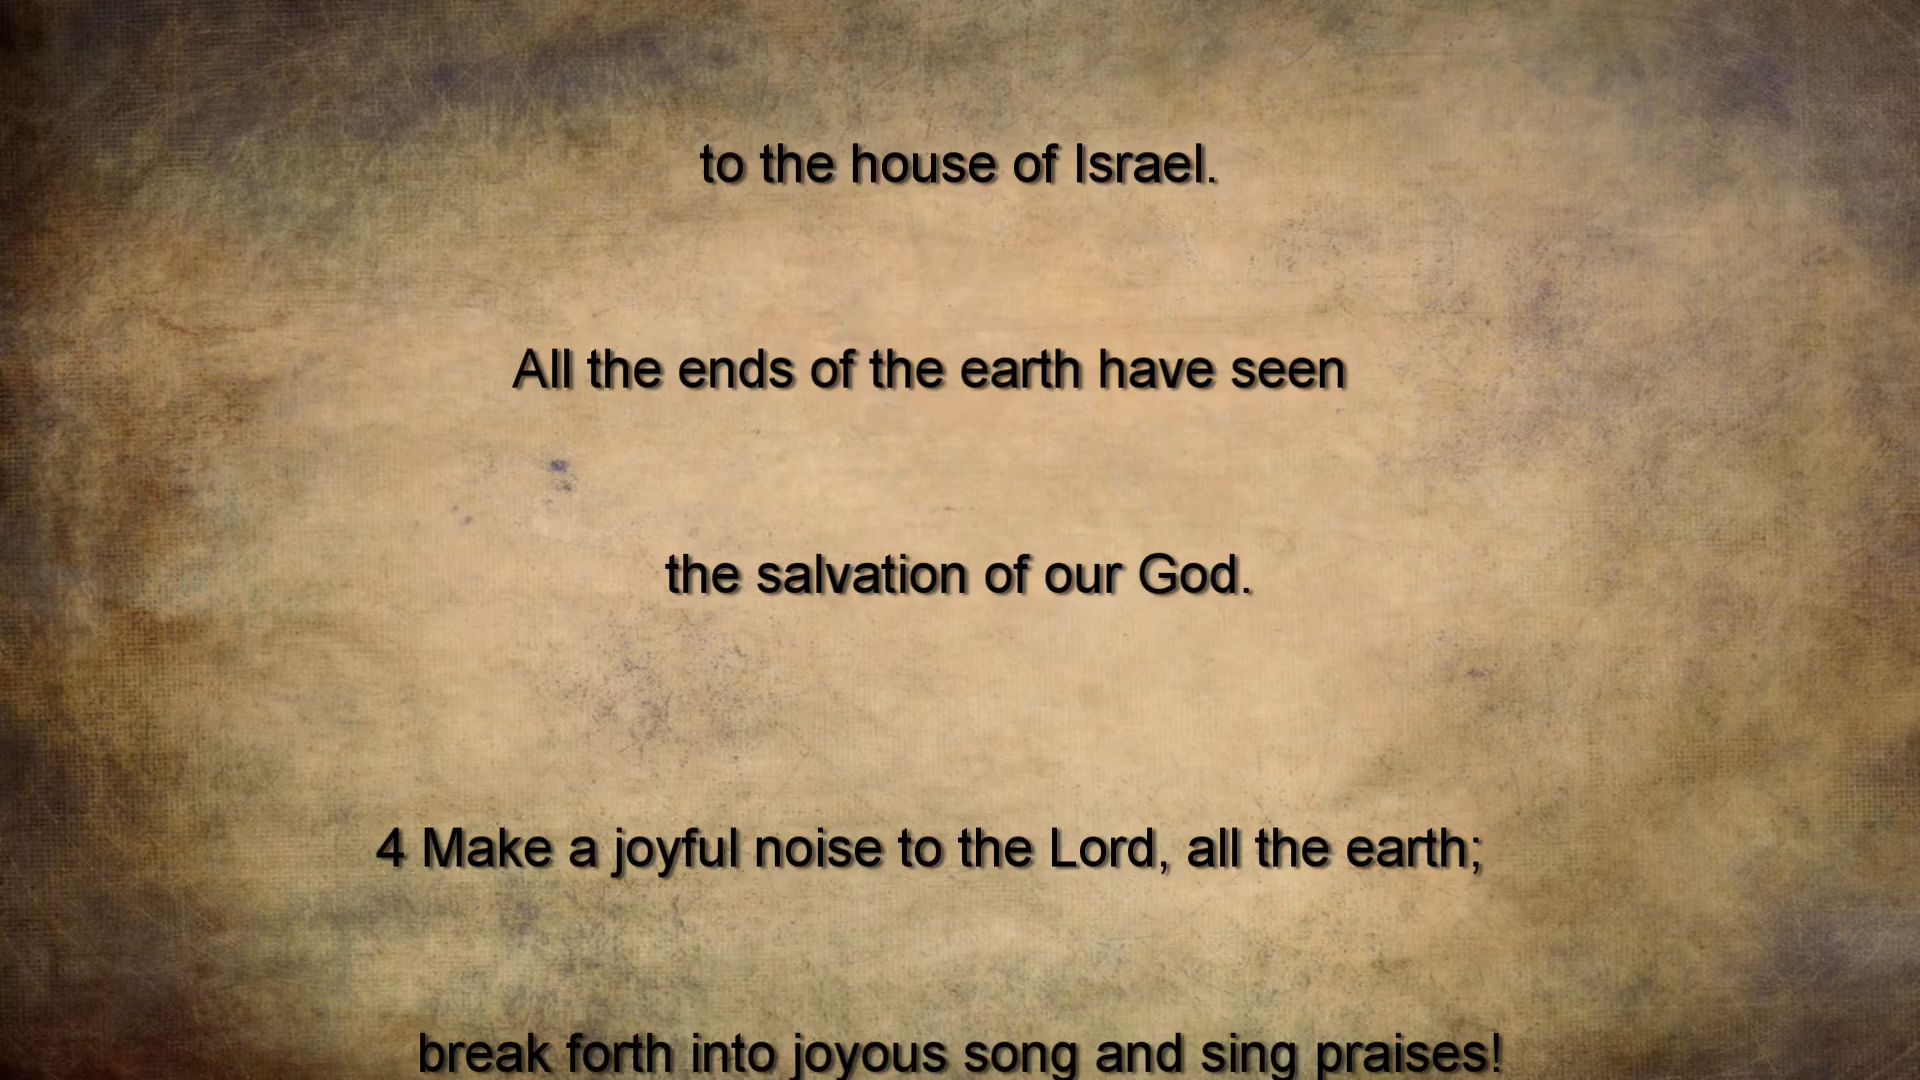 to the house of Israel.
All the ends of the earth have seen
the salvation of our God.
4 Make a joyful noise to the Lord, all the earth;
break forth into joyous song and sing praises!